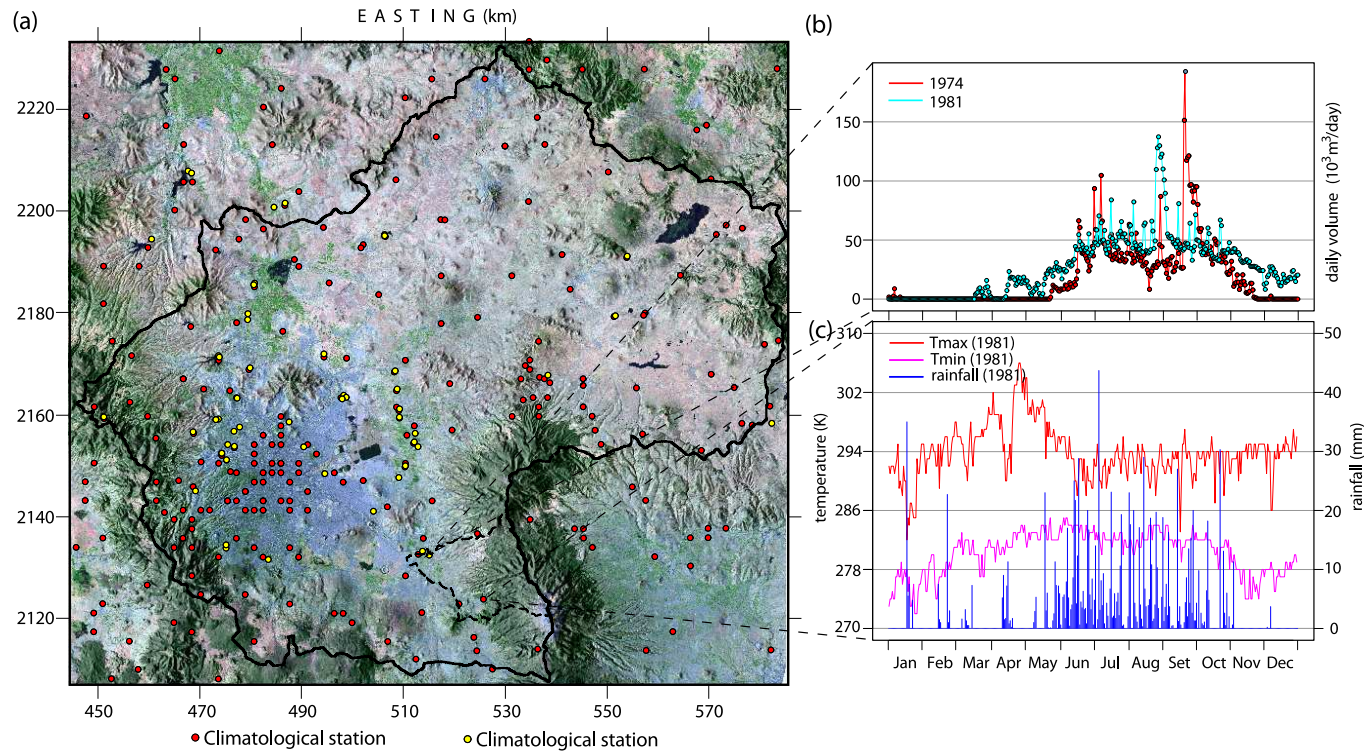 (a)
E A S T I N G (km)
2220
2200
2180
2160
2140
2120
450
470
490
510
530
550
570
Climatological station
Climatological station
(b)
1974
1981
150
100
50
0
daily volume (10³ m³/day)
(c)
Tmax (1981)
Tmin (1981)
rainfall (1981)
310
302
294
286
278
270
temperature (K)
50
40
30
20
10
0
rainfall (mm)
Jan Feb Mar Apr May Jun Jul Aug Set Oct Nov Dec